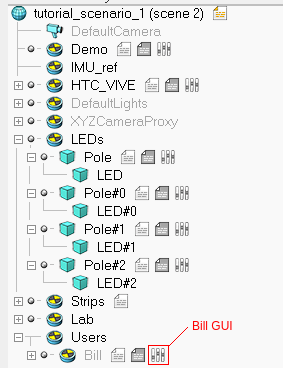 tutorial_scenario_1 (scene 2)
DefaultCamera
Demo
IMU_ref
HTC_VIVE
DefaultLights
XYZCameraProxy
LEDs
Pole
LED
Pole#0
LED#0
Pole#1
LED#1
Pole#2
LED#2
Strips
Bill GUI
Lab
Users
Bill